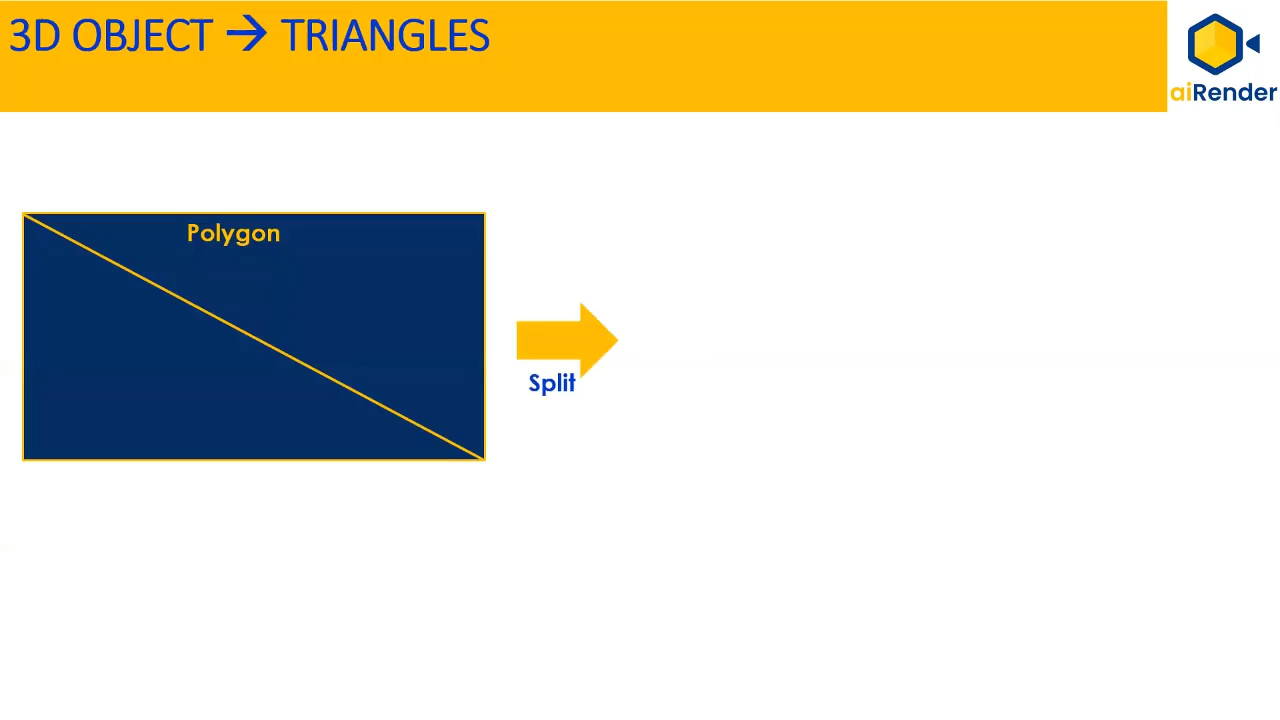 3D OBJECT → TRIANGLES
aiRender
Polygon
Split